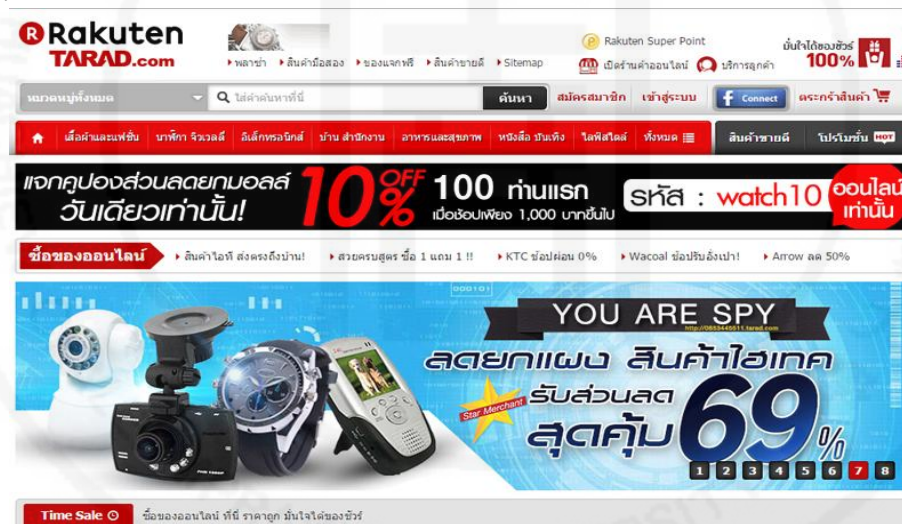 Rakuten
TARAD.com
พลาซ่า สินค้ามือสอง ของแจกฟรี สินค้าขายดี Sitemap
Rakuten Super Point
เปิดร้านค้าออนไลน์ บริการลูกค้า
มั่นใจได้ของชัวร์
100%
หมวดหมู่ทั้งหมด ใส่คำค้นหาที่นี่ ค้นหา สมัครสมาชิก เข้าสู่ระบบ f Connect ตระกร้าสินค้า
เสื้อผ้าและแฟชั่น นาฬิกา จิวเวลลี่ อิเล็กทรอนิกส์ บ้าน สำนักงาน อาหารและสุขภาพ หนังสือ บันเทิง ไลฟ์สไตล์ ทั้งหมด สินค้าขายดี โปรโมชั่น HOT
แจกคูปองส่วนลดยกมอลล์
วันเดียวเท่านั้น!
10% OFF
100 ท่านแรก
เมื่อช้อปเพียง 1,000 บาทขึ้นไป
รหัส : watch10
ออนไลน์
เท่านั้น
ซื้อของออนไลน์ สินค้าไอที ส่งตรงถึงบ้าน! สวยครบสูตร ซื้อ 1 แถม 1 !! KTC ช้อปผ่อน 0% Wacoal ช้อปรับอั่งเปา! Arrow ลด 50%
000101
YOU ARE SPY
http://0853445511.tarad.com
ลดยกแผง สินค้าไฮเทค
Star Merchant
รับส่วนลด
สุดคุ้ม 69%
FHD 1080P
1 2 3 4 5 6 7 8
Time Sale ซื้อของออนไลน์ ที่นี่ ราคาถูก มั่นใจได้ของชัวร์